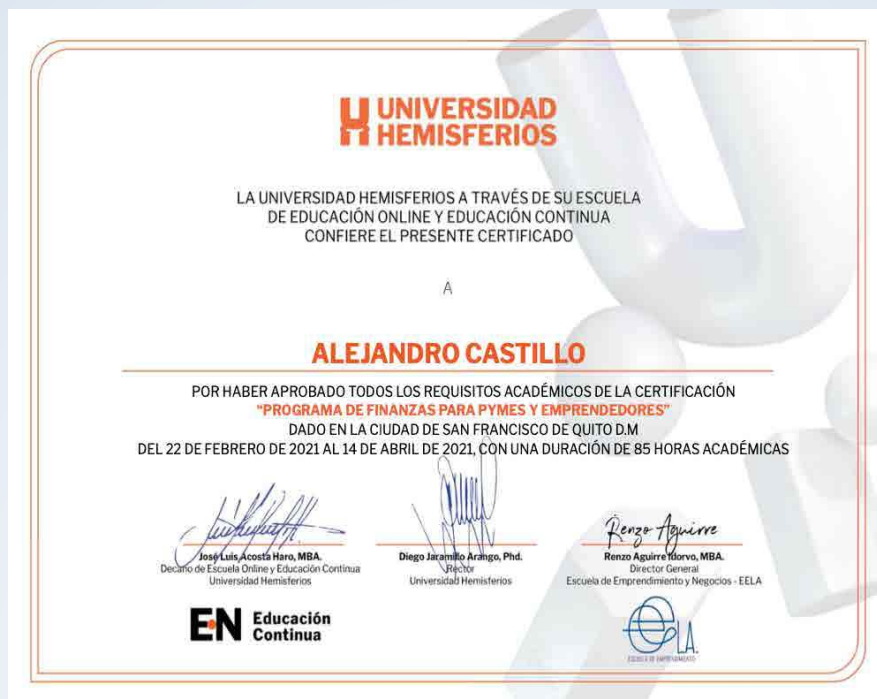 UNIVERSIDAD
HEMISFERIOS
LA UNIVERSIDAD HEMISFERIOS A TRAVÉS DE SU ESCUELA
DE EDUCACIÓN ONLINE Y EDUCACIÓN CONTINUA
CONFIERE EL PRESENTE CERTIFICADO
A
ALEJANDRO CASTILLO
POR HABER APROBADO TODOS LOS REQUISITOS ACADÉMICOS DE LA CERTIFICACIÓN
“PROGRAMA DE FINANZAS PARA PYMES Y EMPRENDEDORES”
DADO EN LA CIUDAD DE SAN FRANCISCO DE QUITO D.M
DEL 22 DE FEBRERO DE 2021 AL 14 DE ABRIL DE 2021, CON UNA DURACIÓN DE 85 HORAS ACADÉMICAS
Renzo Aguirre
José Luis Acosta Haro, MBA.
Decano de Escuela Online y Educación Continua
Universidad Hemisferios
Diego Jaramillo Arango, Phd.
Rector
Universidad Hemisferios
Renzo Aguirre Idorvo, MBA.
Director General
Escuela de Emprendimiento y Negocios - EELA
EN Educación
Continua
eeLA.
ESCUELA DE EMPRENDIMIENTO